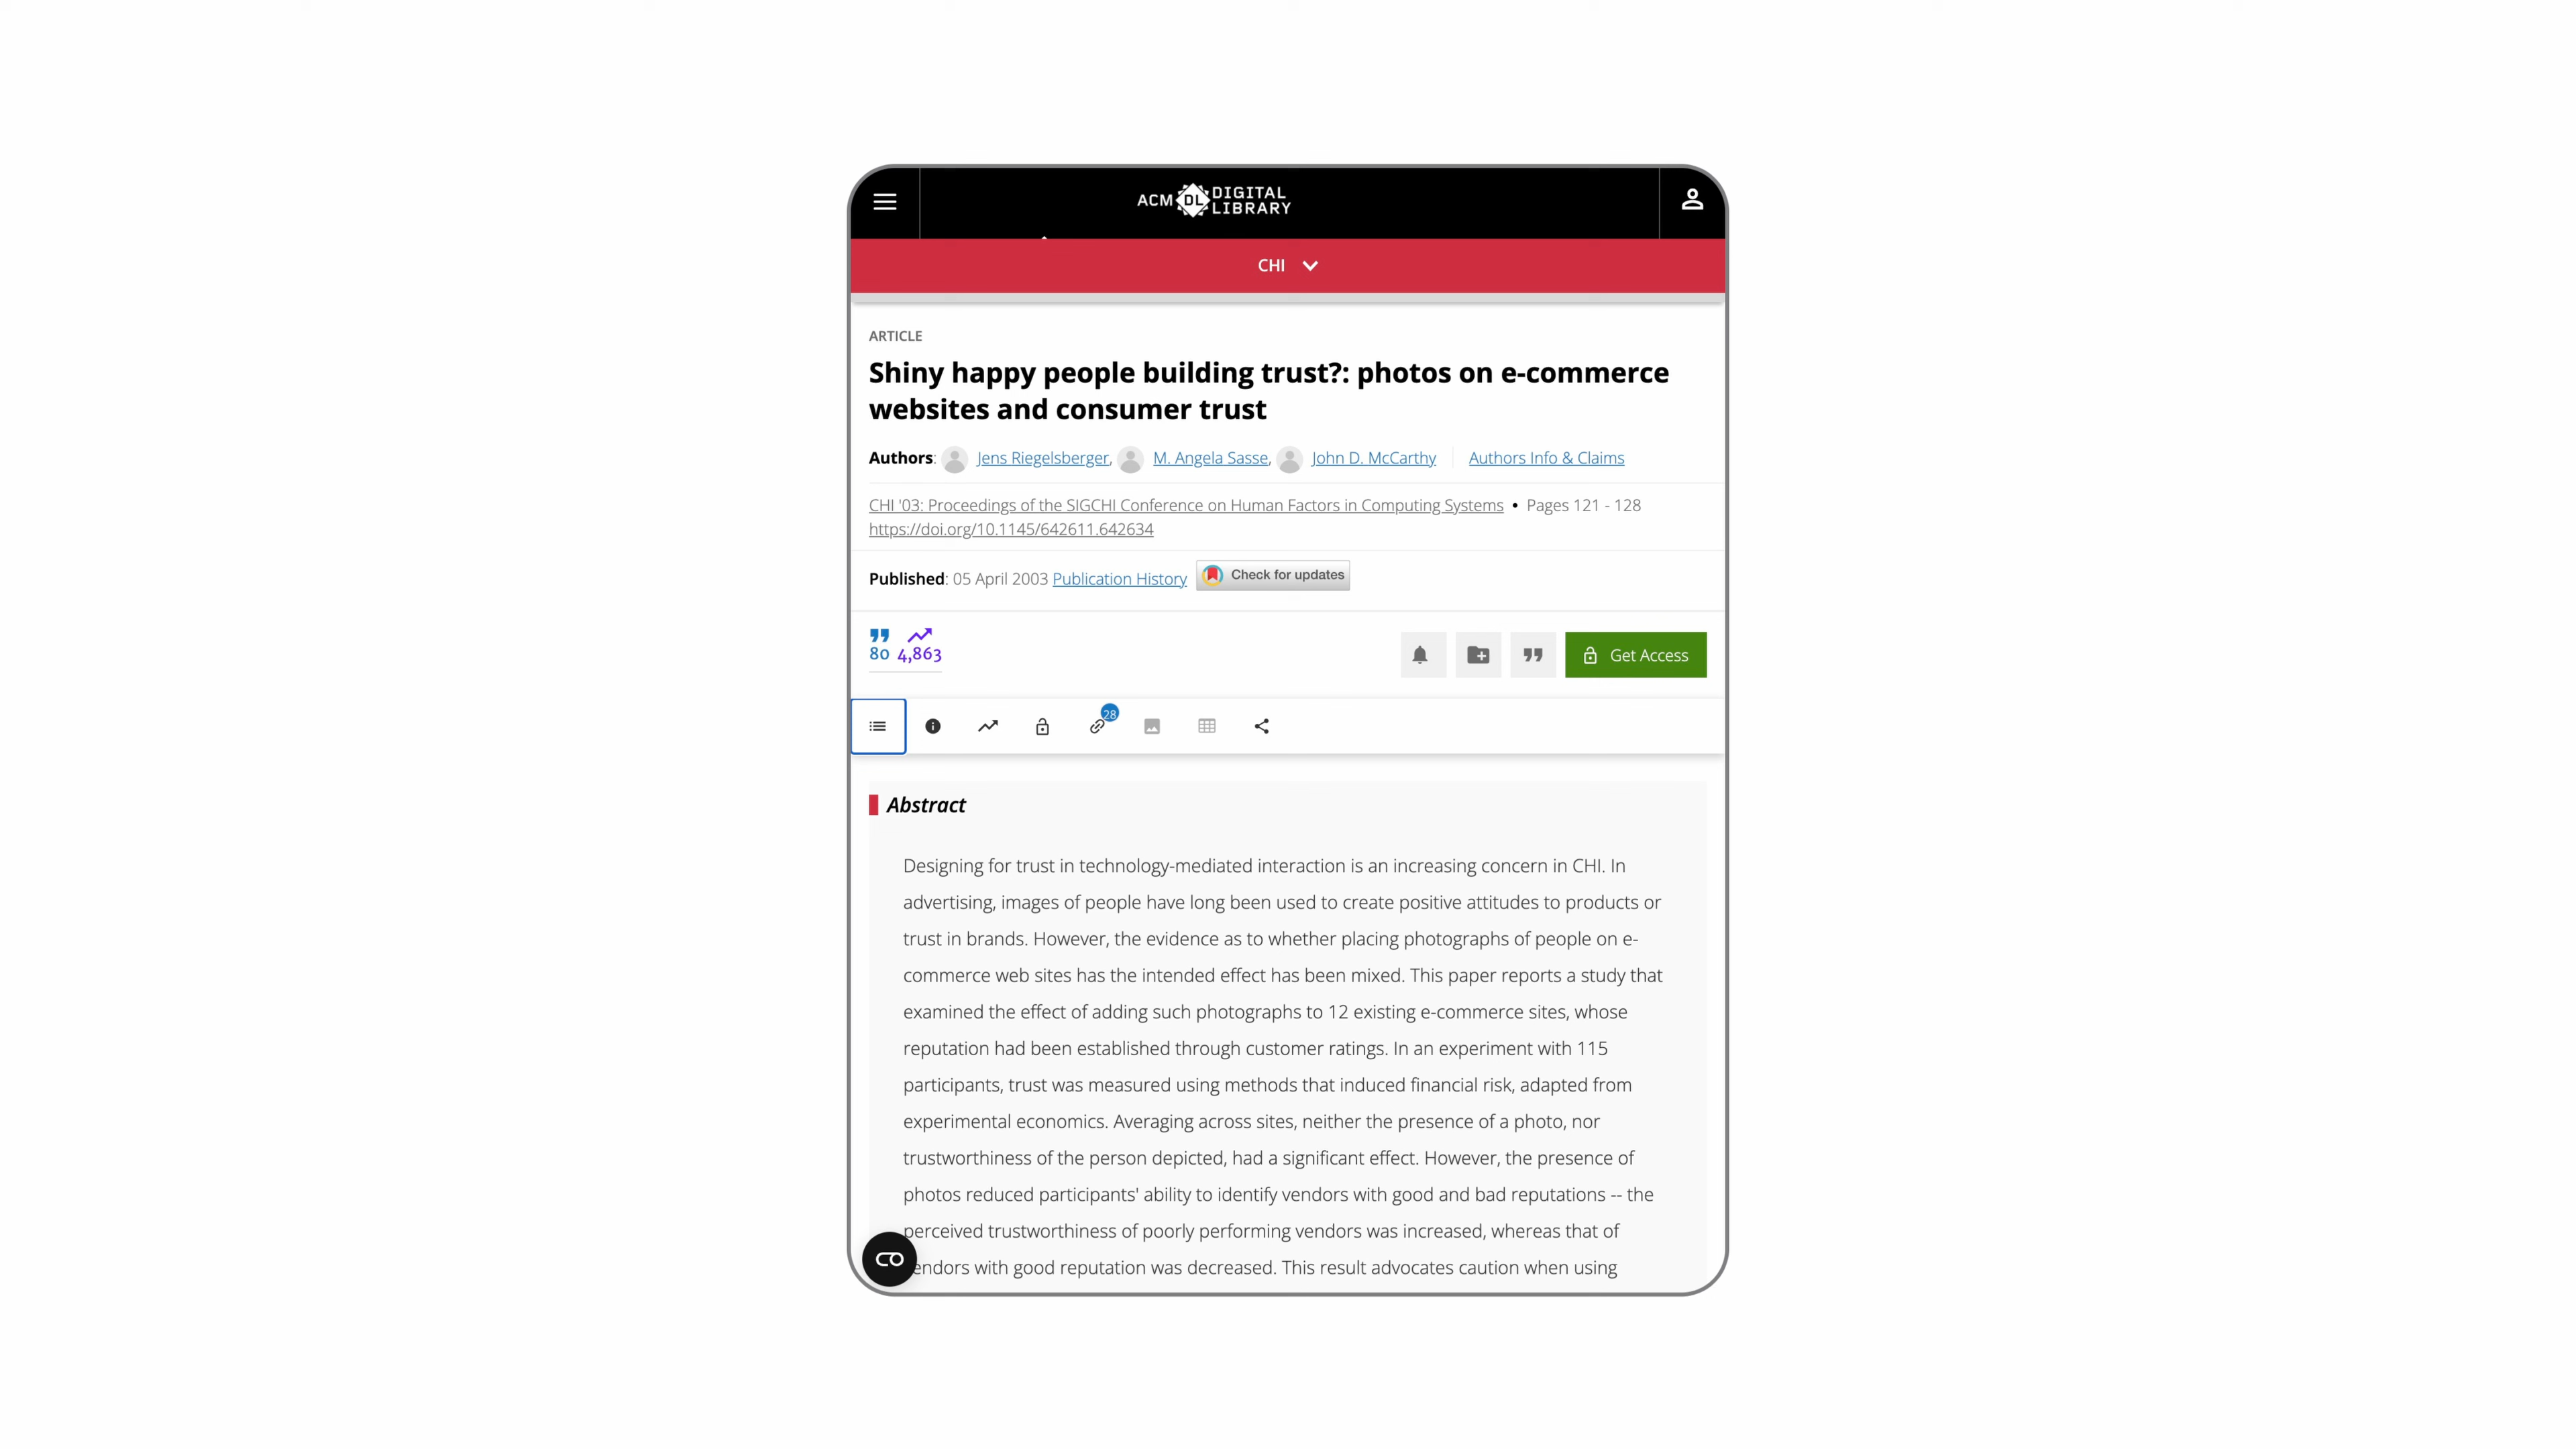 ACM DL DIGITAL LIBRARY
CHI
ARTICLE
Shiny happy people building trust?: photos on e-commerce
websites and consumer trust
Authors: Jens Riegelsberger, M. Angela Sasse, John D. McCarthy Authors Info & Claims
CHI '03: Proceedings of the SIGCHI Conference on Human Factors in Computing Systems • Pages 121 - 128
https://doi.org/10.1145/642611.642634
Published: 05 April 2003 Publication History Check for updates
80 4,863
Get Access
28
Abstract
Designing for trust in technology-mediated interaction is an increasing concern in CHI. In
advertising, images of people have long been used to create positive attitudes to products or
trust in brands. However, the evidence as to whether placing photographs of people on e-
commerce web sites has the intended effect has been mixed. This paper reports a study that
examined the effect of adding such photographs to 12 existing e-commerce sites, whose
reputation had been established through customer ratings. In an experiment with 115
participants, trust was measured using methods that induced financial risk, adapted from
experimental economics. Averaging across sites, neither the presence of a photo, nor
trustworthiness of the person depicted, had a significant effect. However, the presence of
photos reduced participants' ability to identify vendors with good and bad reputations -- the
perceived trustworthiness of poorly performing vendors was increased, whereas that of
endors with good reputation was decreased. This result advocates caution when using